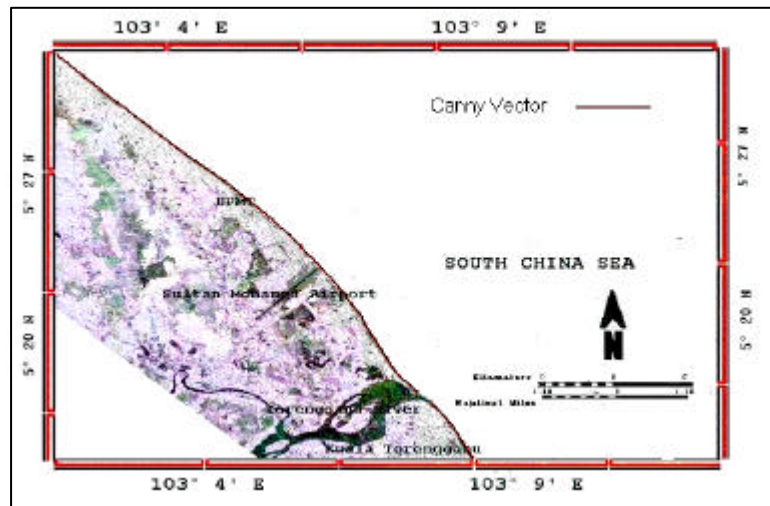 103° 4' E 103° 9' E
Canny Vector
5° 27 N
5° 27 N
SOUTH CHINA SEA
Sultan Mohamed Airport
5° 20 N
5° 20 N
N
Kilometers
Nautical Miles
River
Kuala Terengganu
103° 4' E 103° 9' E